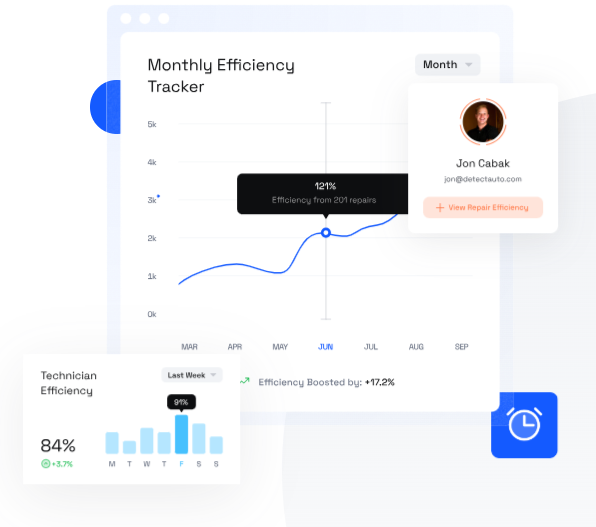 Monthly Efficiency
Tracker
Month
5k
4k
3k
2k
1k
0k
121%
Efficiency from 201 repairs
MAR APR MAY JUN JUL AUG SEP
Efficiency Boosted by: +17.2%
Jon Cabak
jon@detectauto.com
+ View Repair Efficiency
Technician
Efficiency
Last Week
91%
84%
+3.7%
M T W T F S S